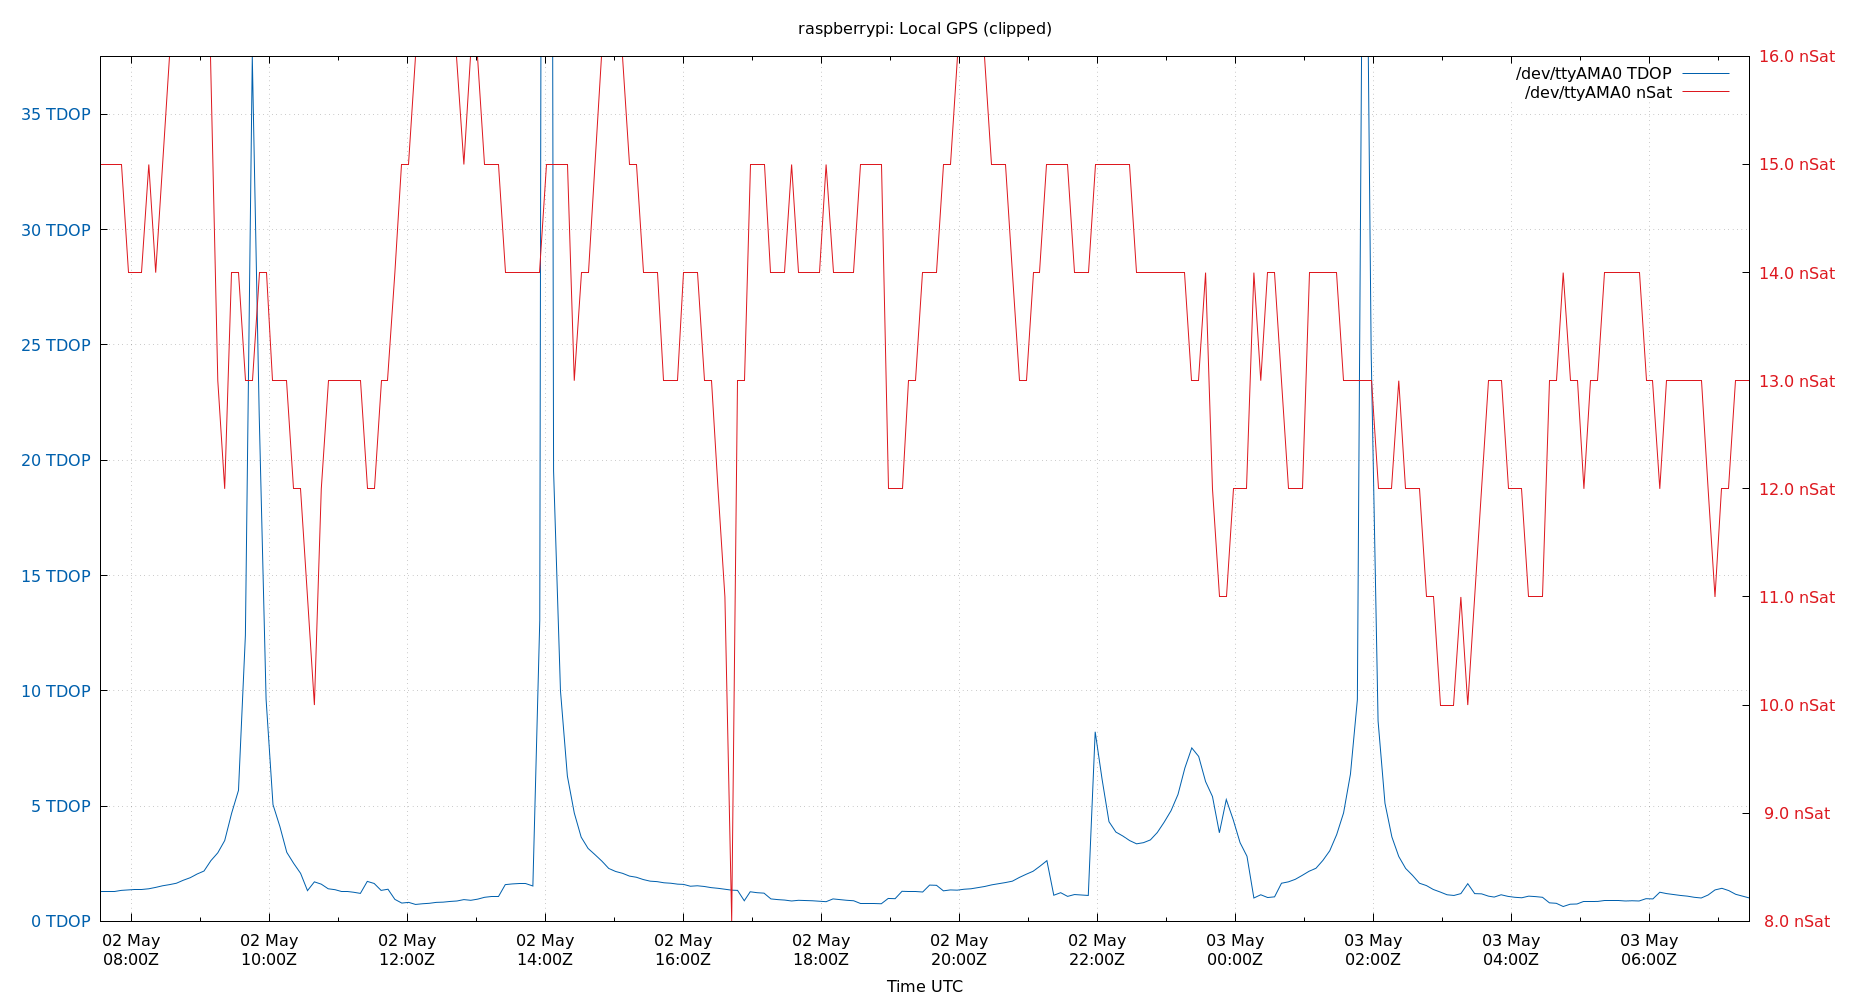 raspberrypi: Local GPS (clipped)
/dev/ttyAMA0 TDOP
/dev/ttyAMA0 nSat
35 TDOP
30 TDOP
25 TDOP
20 TDOP
15 TDOP
10 TDOP
5 TDOP
0 TDOP
16.0 nSat
15.0 nSat
14.0 nSat
13.0 nSat
12.0 nSat
11.0 nSat
10.0 nSat
9.0 nSat
8.0 nSat
02 May
08:00Z
02 May
10:00Z
02 May
12:00Z
02 May
14:00Z
02 May
16:00Z
02 May
18:00Z
02 May
20:00Z
02 May
22:00Z
03 May
00:00Z
03 May
02:00Z
03 May
04:00Z
03 May
06:00Z
Time UTC